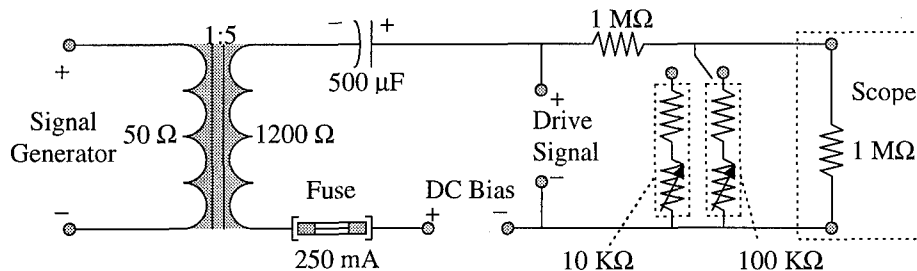 1:5
− +
1 MΩ
+
500 µF
+
Scope
Signal
Generator
50 Ω
1200 Ω
Drive
Signal
1 MΩ
−
Fuse
DC Bias
−
+
−
250 mA
10 KΩ
100 KΩ